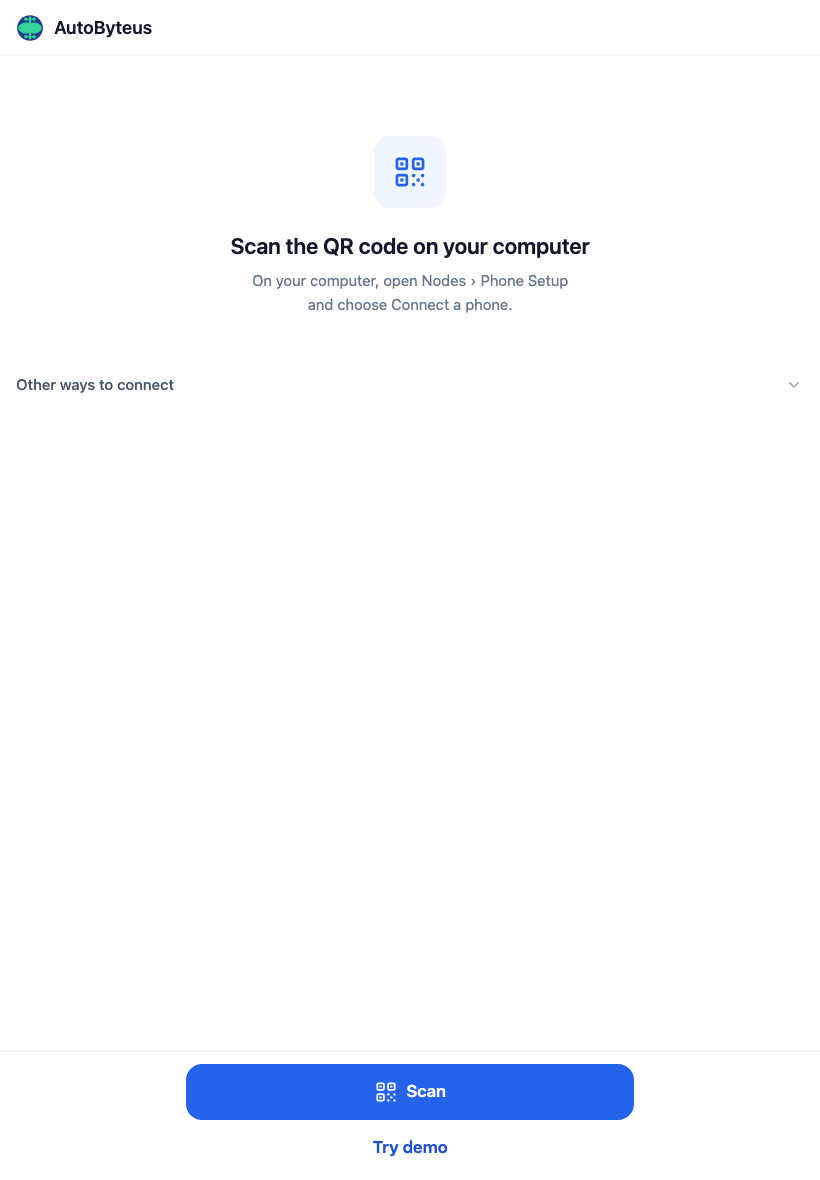 AutoByteus
Scan the QR code on your computer
On your computer, open Nodes › Phone Setup
and choose Connect a phone.
Other ways to connect
Scan
Try demo